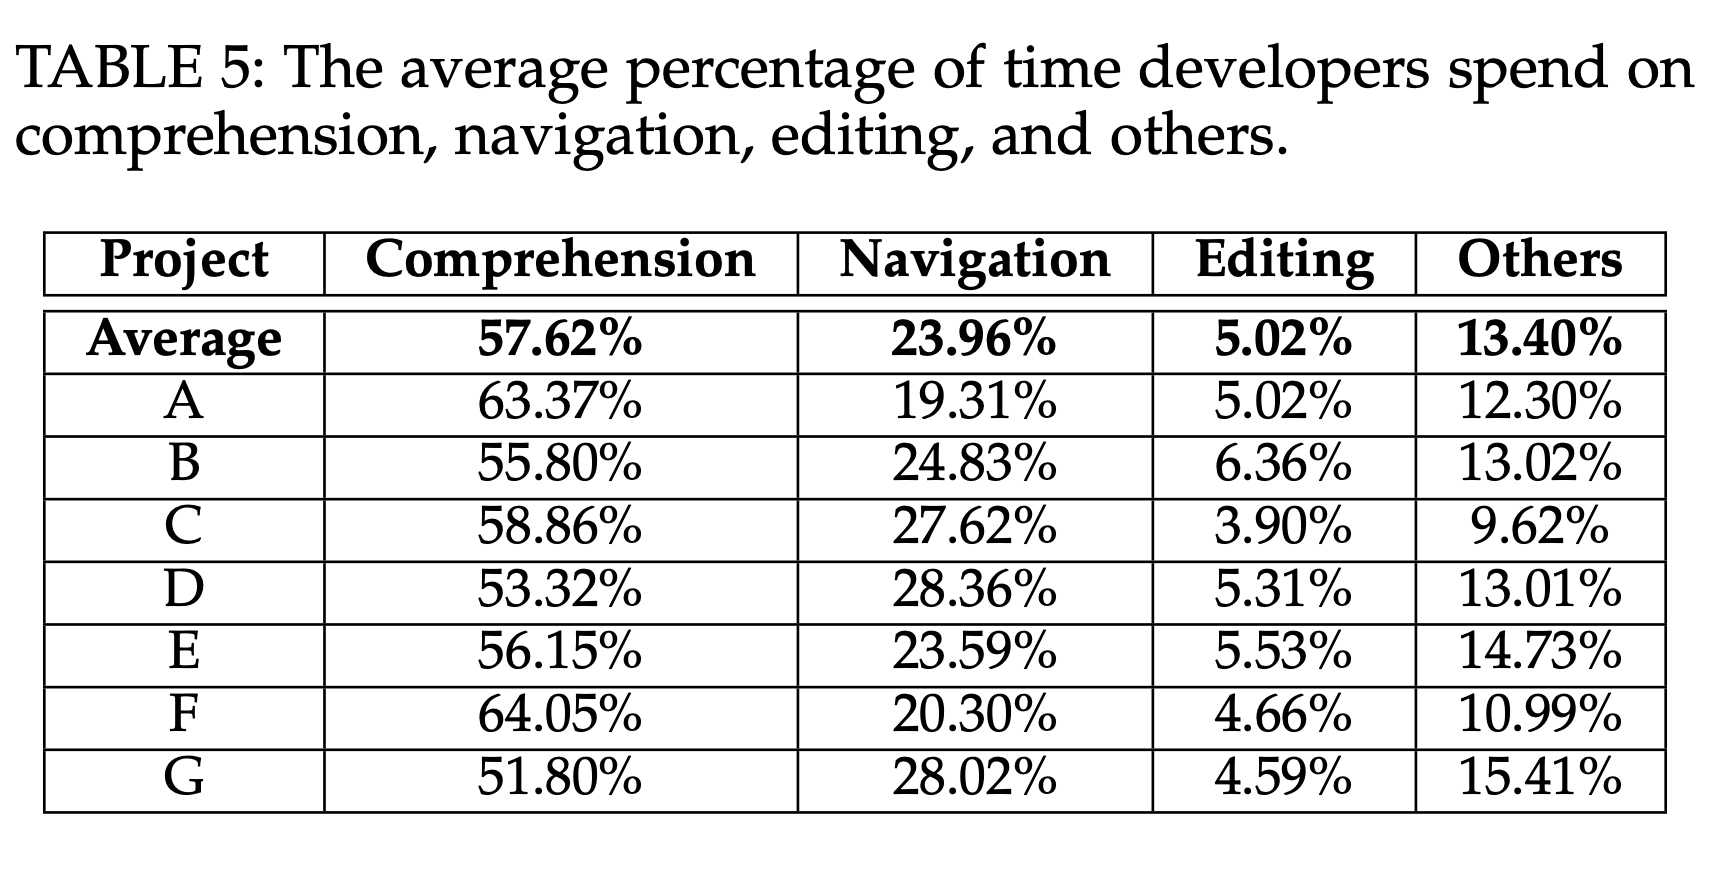 TABLE 5: The average percentage of time developers spend on
comprehension, navigation, editing, and others.
Project Comprehension Navigation Editing Others
Average 57.62% 23.96% 5.02% 13.40%
A 63.37% 19.31% 5.02% 12.30%
B 55.80% 24.83% 6.36% 13.02%
C 58.86% 27.62% 3.90% 9.62%
D 53.32% 28.36% 5.31% 13.01%
E 56.15% 23.59% 5.53% 14.73%
F 64.05% 20.30% 4.66% 10.99%
G 51.80% 28.02% 4.59% 15.41%